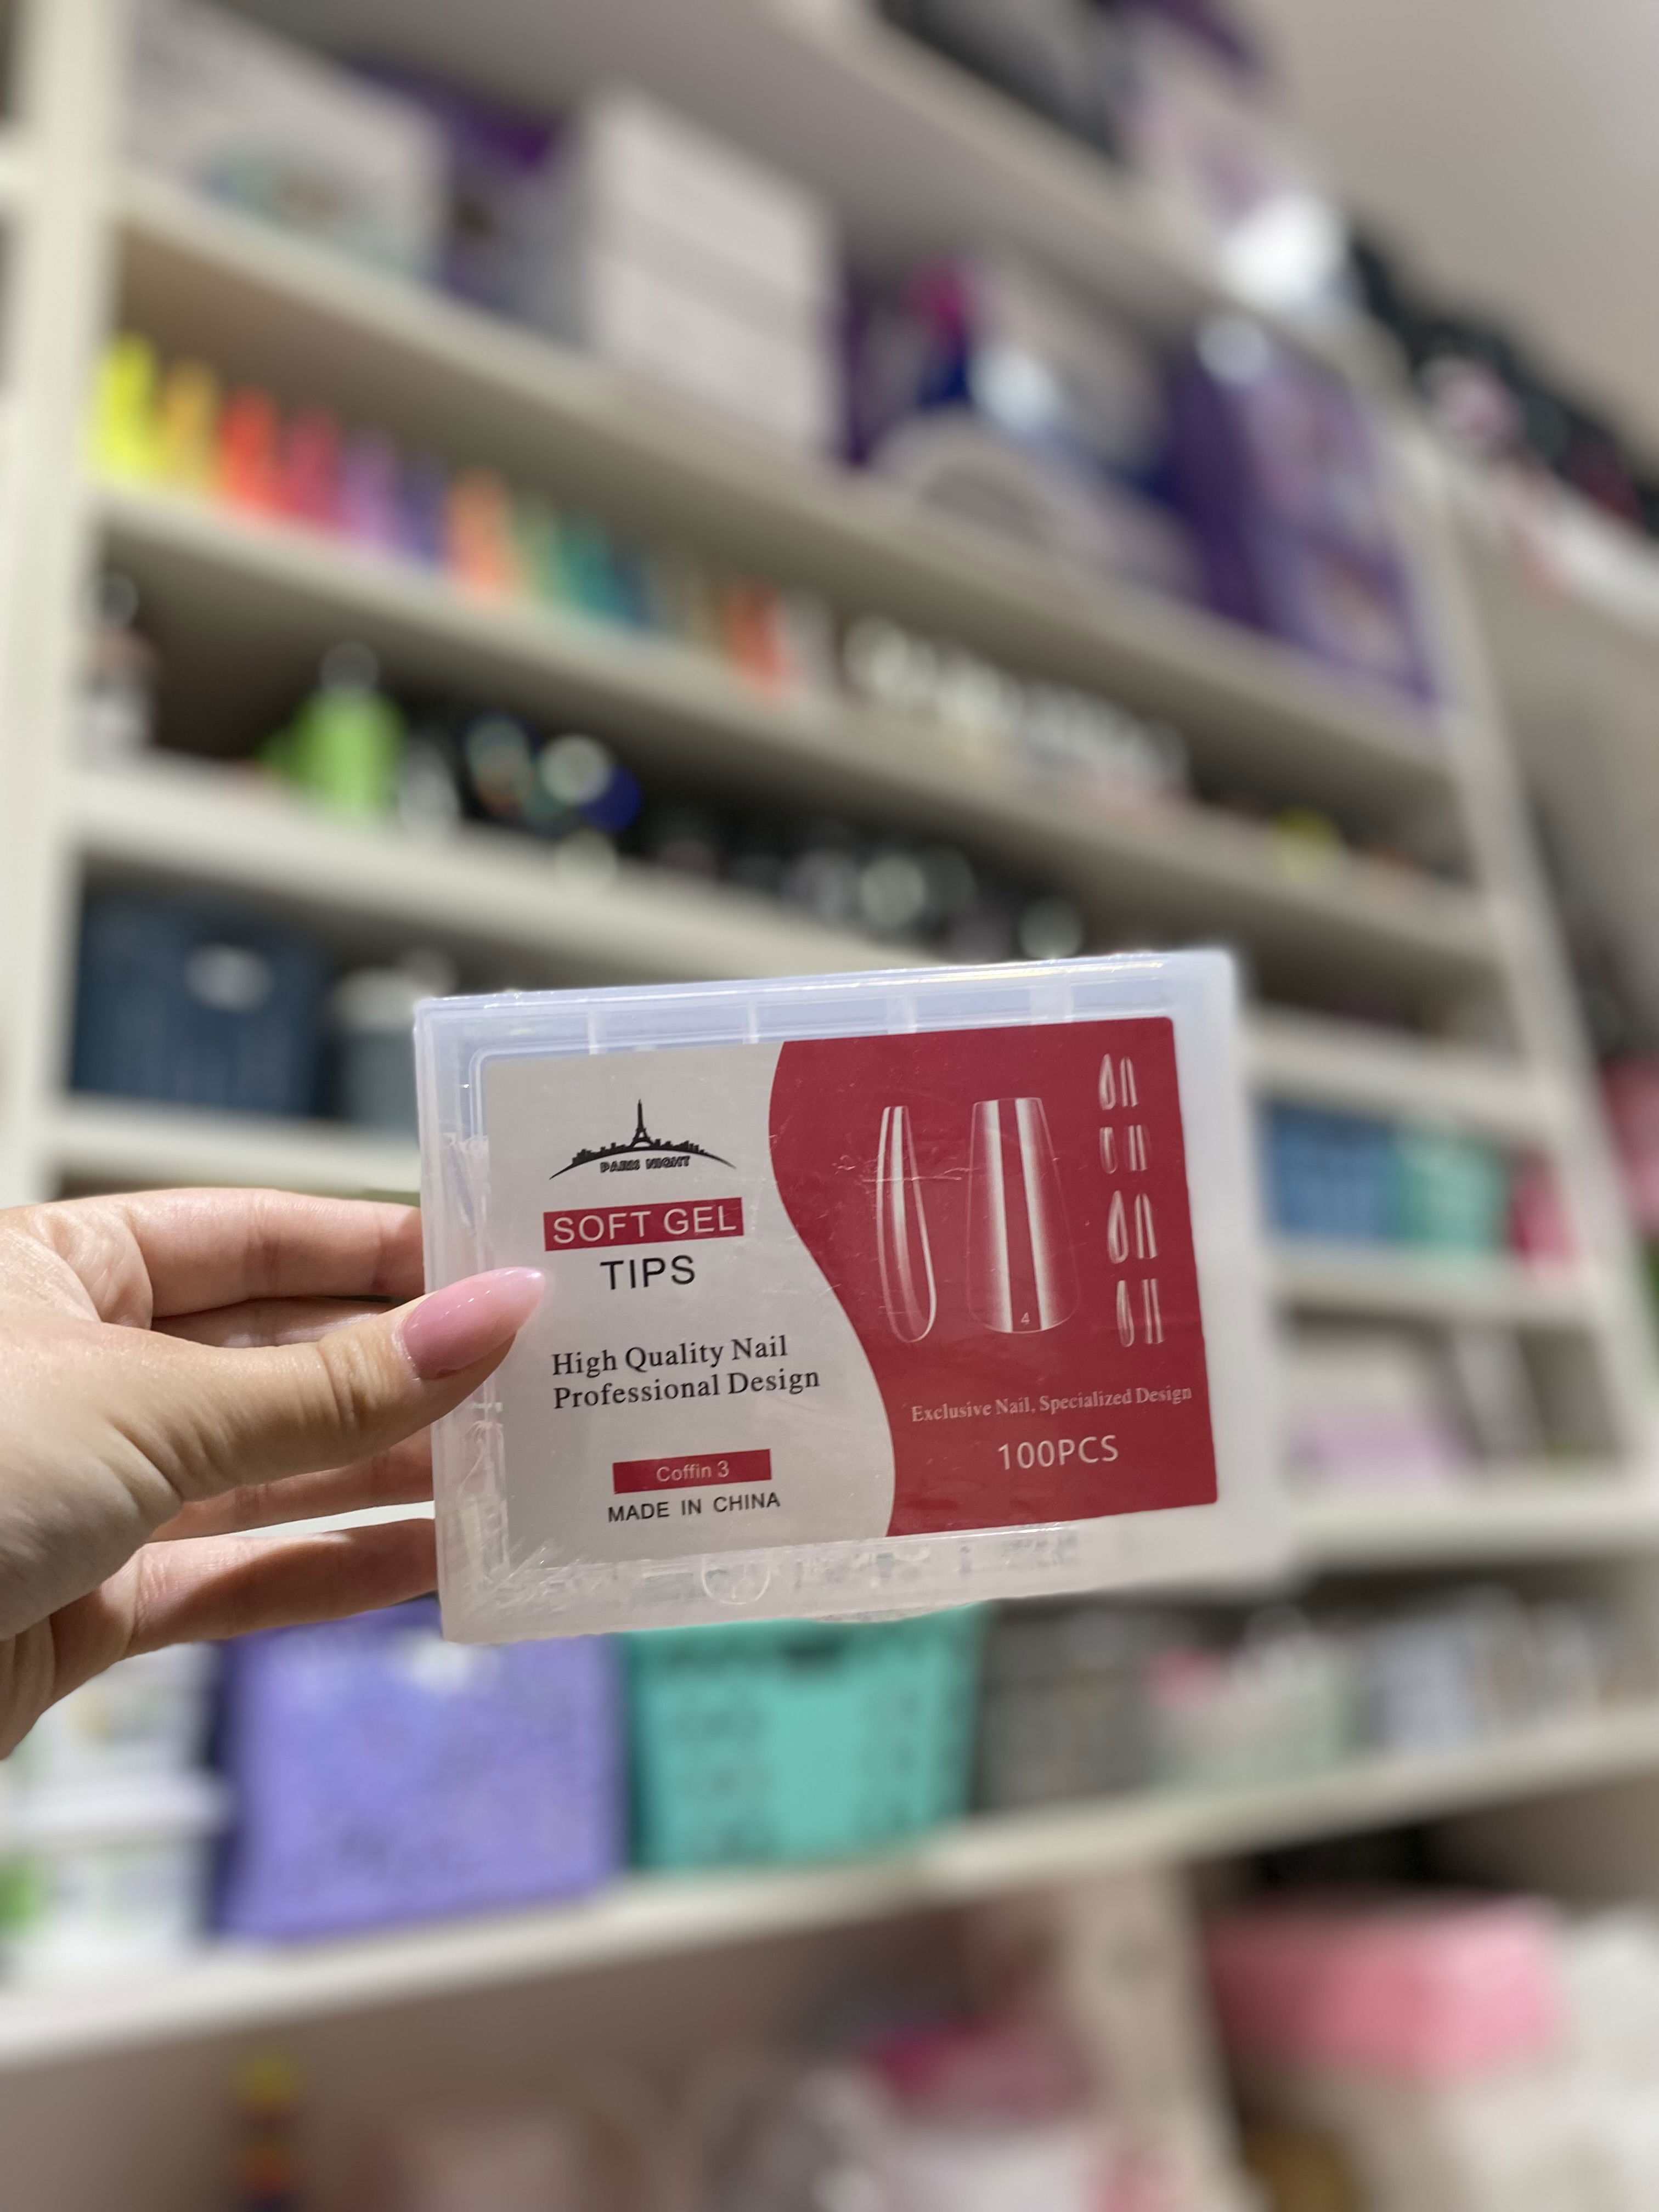 PARIS NIGHT
SOFT GEL
TIPS
High Quality Nail
Professional Design
Coffin 3
MADE IN CHINA
4
Exclusive Nail, Specialized Design
100PCS